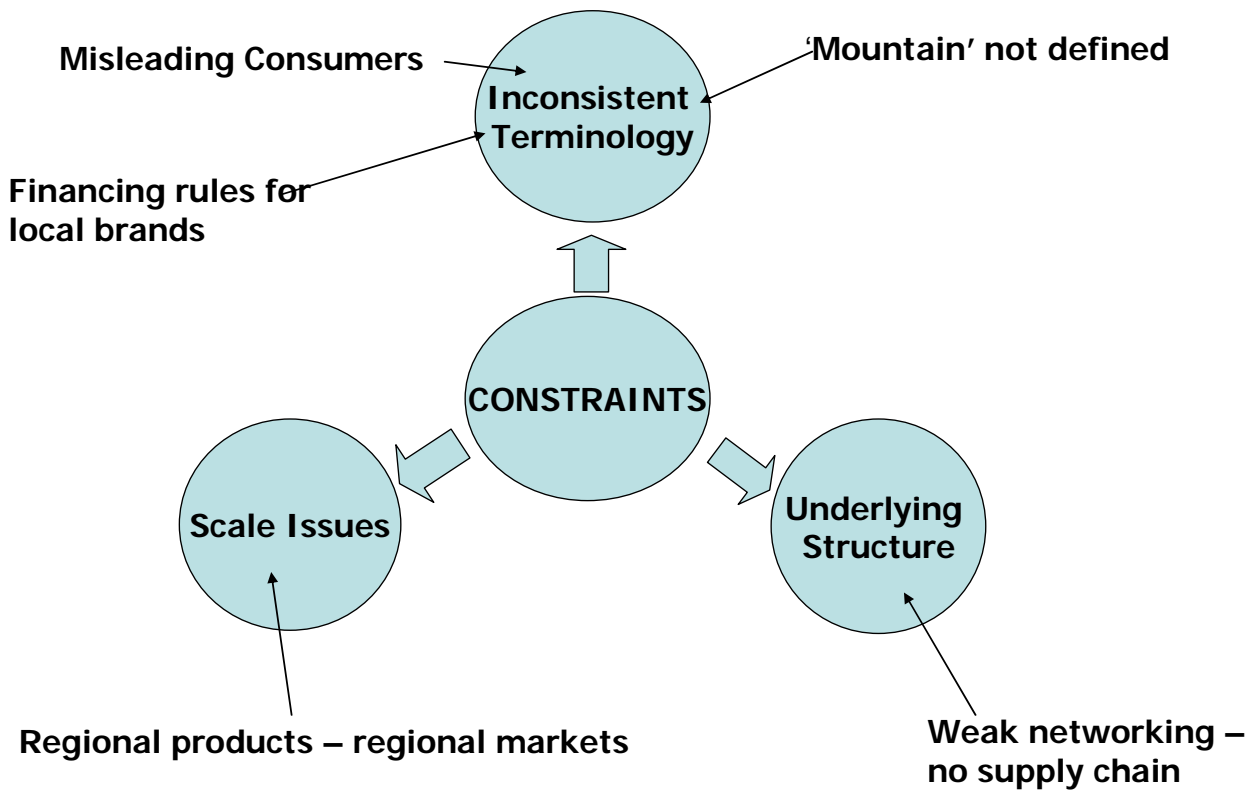 Misleading Consumers
‘Mountain’ not defined
Inconsistent
Terminology
Financing rules for
local brands
CONSTRAINTS
Scale Issues
Underlying
Structure
Regional products – regional markets
Weak networking –
no supply chain